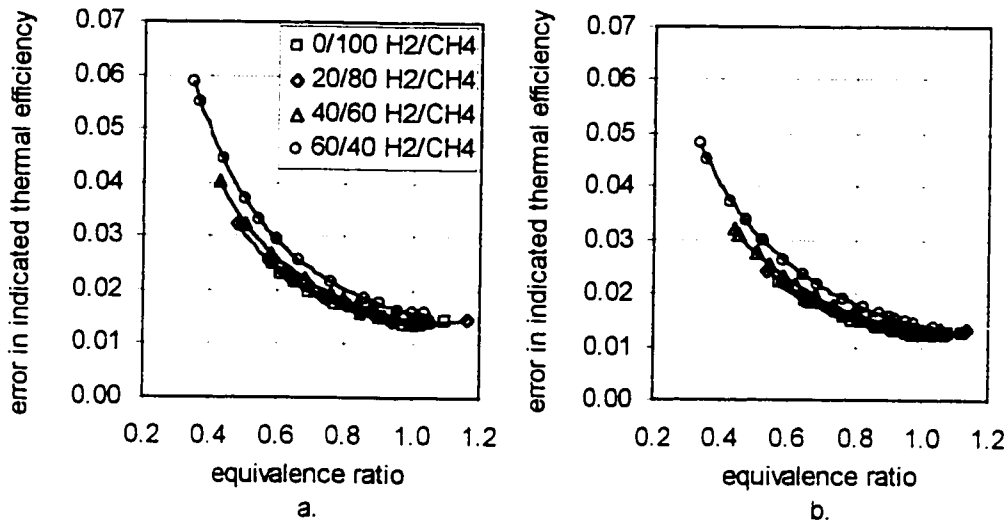 error in indicated thermal efficiency
0.07
0.06
0.05
0.04
0.03
0.02
0.01
0.00
0/100 H2/CH4
20/80 H2/CH4
40/60 H2/CH4
60/40 H2/CH4
0.2 0.4 0.6 0.8 1.0 1.2
equivalence ratio
a.
error in indicated thermal efficiency
0.07
0.06
0.05
0.04
0.03
0.02
0.01
0.00
0.2 0.4 0.6 0.8 1.0 1.2
equivalence ratio
b.